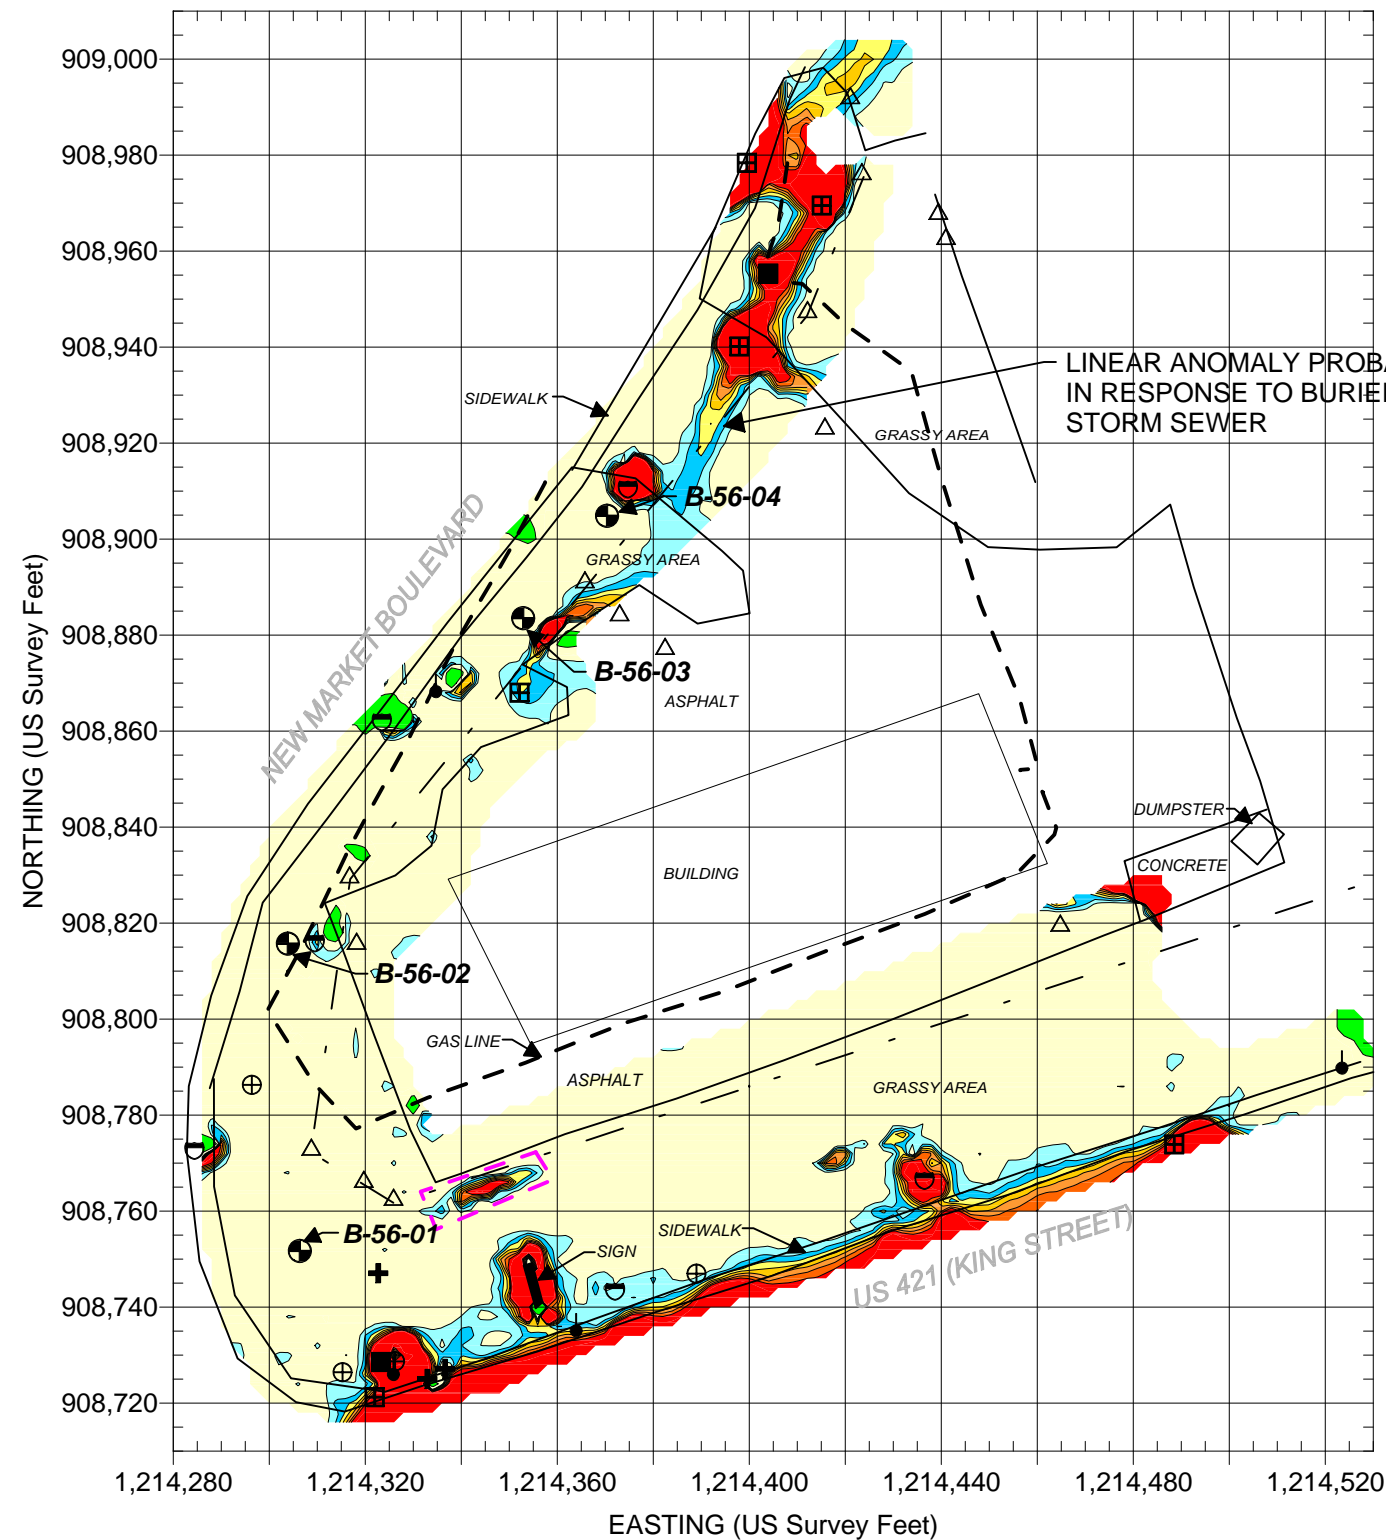 909,000
908,980
908,960
908,940
908,920
908,900
908,880
908,860
908,840
908,820
908,800
908,780
908,760
908,740
908,720
NORTHING (US Survey Feet)
LINEAR ANOMALY PROBA
IN RESPONSE TO BURIED
STORM SEWER
SIDEWALK
GRASSY AREA
B-56-04
NEW MARKET BOULEVARD
GRASSY AREA
B-56-03
ASPHALT
DUMPSTER
CONCRETE
BUILDING
B-56-02
GAS LINE
ASPHALT
GRASSY AREA
B-56-01
SIDEWALK
SIGN
US 421 (KING STREET)
1,214,280
1,214,320
1,214,360
1,214,400
1,214,440
1,214,480
1,214,520
EASTING (US Survey Feet)